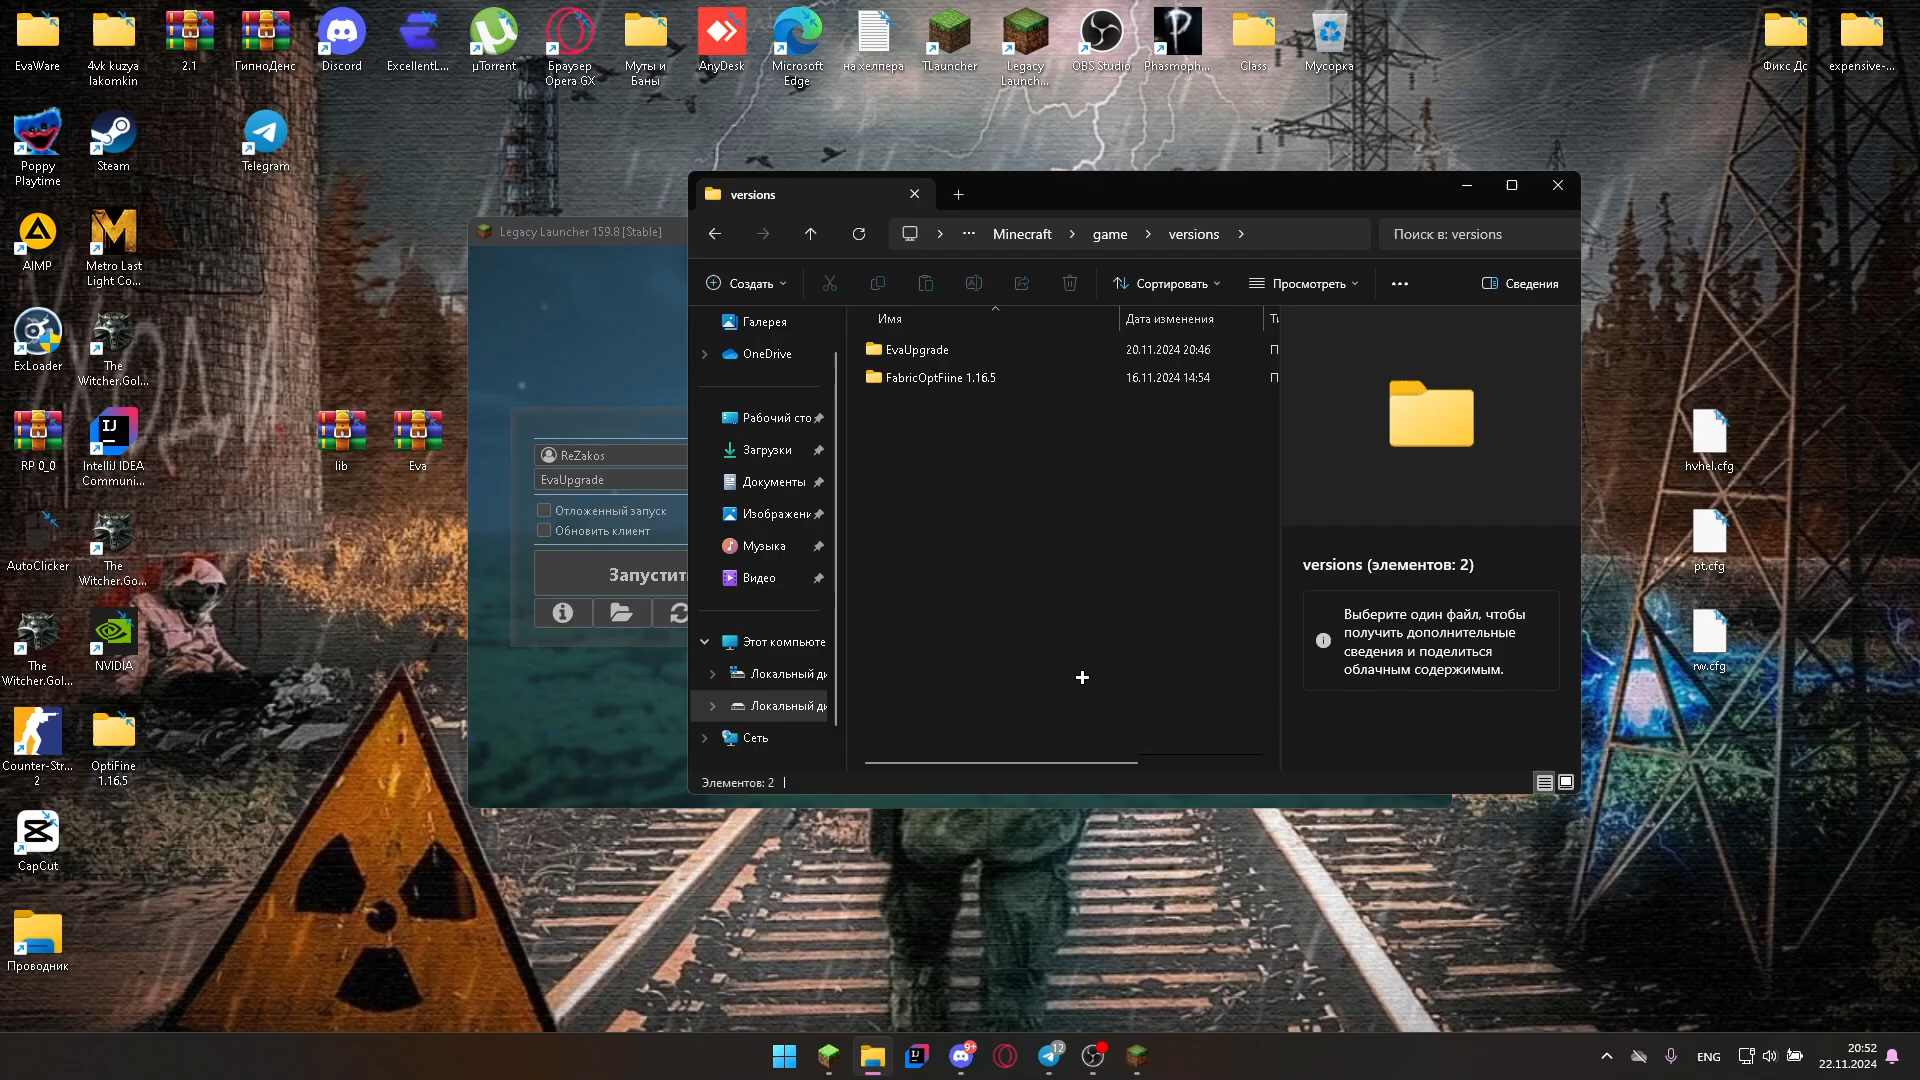 EvaWare
4vk kuzya
lakomkin
2.1
ГипноДенс
Discord
ExcellentL...
µTorrent
Браузер
Opera GX
Муты и
Баны
AnyDesk
Microsoft
Edge
на хелпера
TLauncher
Legacy
Launch...
OBS Studio
Phasmoph...
Class
Мусорка
Фикс Дс
expensive-...
Poppy
Playtime
Steam
Telegram
AIMP
Metro Last
Light Co...
ExLoader
The
Witcher.Gol...
RP 0_0
IntelliJ IDEA
Communi...
lib
Eva
AutoClicker
The
Witcher.Go...
The
Witcher.Gol...
NVIDIA
Counter-Str...
2
OptiFine
1.16.5
CapCut
Проводник
hvhel.cfg
pt.cfg
rw.cfg
Legacy Launcher 159.8 [Stable]
ReZakos
EvaUpgrade
Отложенный запуск
Обновить клиент
Запустить
versions
Minecraft
game
versions
Поиск в: versions
Создать
Сортировать
Просмотреть
Сведения
Галерея
OneDrive
Рабочий сто
Загрузки
Документы
Изображени
Музыка
Видео
Этот компьюте
Локальный ди
Локальный ди
Сеть
Имя
Дата изменения
Ти
EvaUpgrade
20.11.2024 20:46
П
FabricOptFiine 1.16.5
16.11.2024 14:54
П
versions (элементов: 2)
Выберите один файл, чтобы
получить дополнительные
сведения и поделиться
облачным содержимым.
Элементов: 2
9+
12
ENG
20:52
22.11.2024